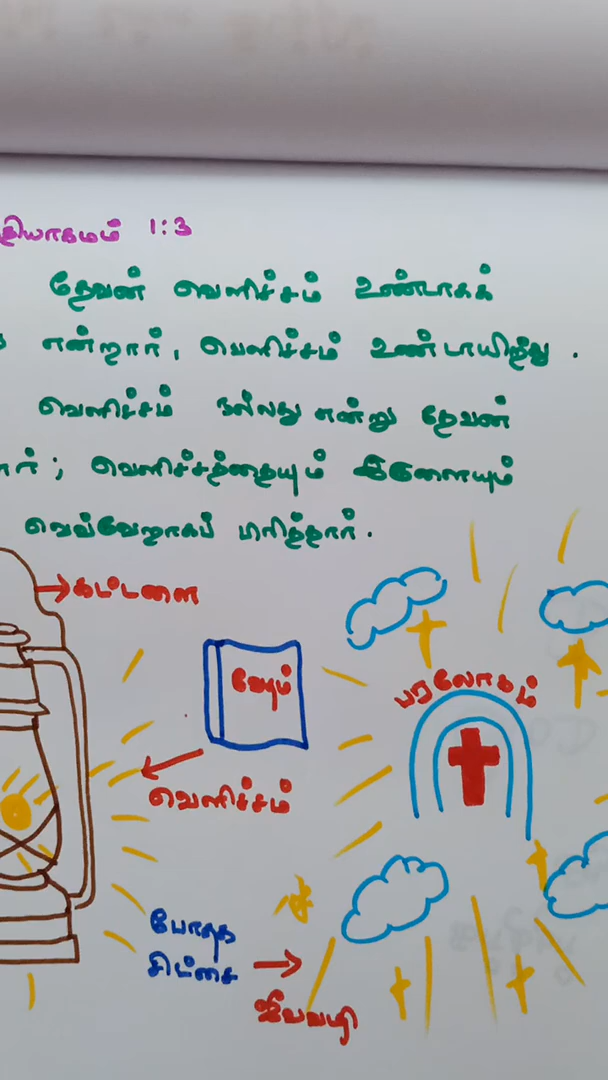 தியாகமம் 1:3
தேவன் வெளிச்சம் உண்டாகக்
என்றார், வெளிச்சம் உண்டாயிற்று.
வெளிச்சம் நல்லது என்று தேவன்
ார்; வெளிச்சத்தையும் இருளையும்
வெவ்வேறாகப் பிரித்தார்.
கட்டளை
வேதம்
பரலோகம்
வெளிச்சம்
போதக
சிட்சை
ஜீவவழி